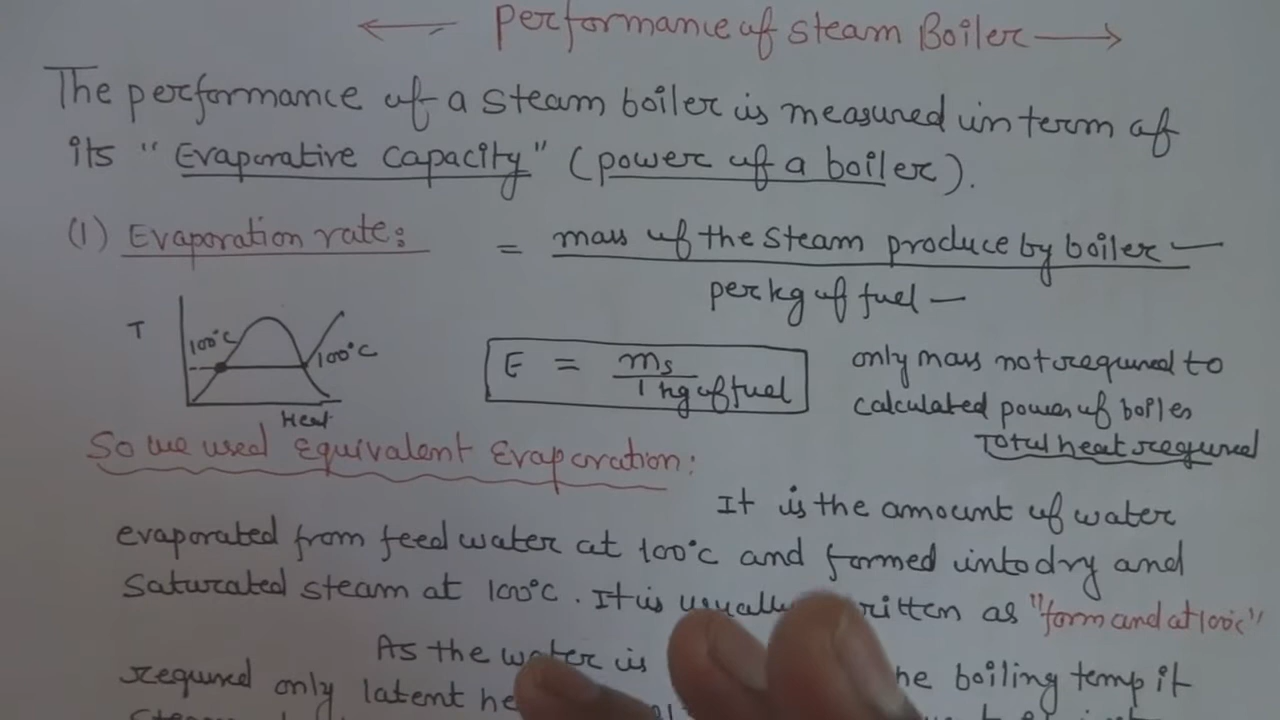 Performance of steam Boiler
The performance of a steam boiler is measured in term of
its "Evaporative capacity" (power of a boiler).
(1) Evaporation rate: = mass of the steam produce by boiler
per kg of fuel
T 100°C 100°C
Heat
E = ms / 1 kg of fuel
only mass not required to
calculated power of boiler
Total heat required
So we used Equivalent Evaporation:
It is the amount of water
evaporated from feed water at 100°C and formed into dry and
saturated steam at 100°C. It is usually written as "form and at 100°C"
As the water is he boiling temp it
required only latent he